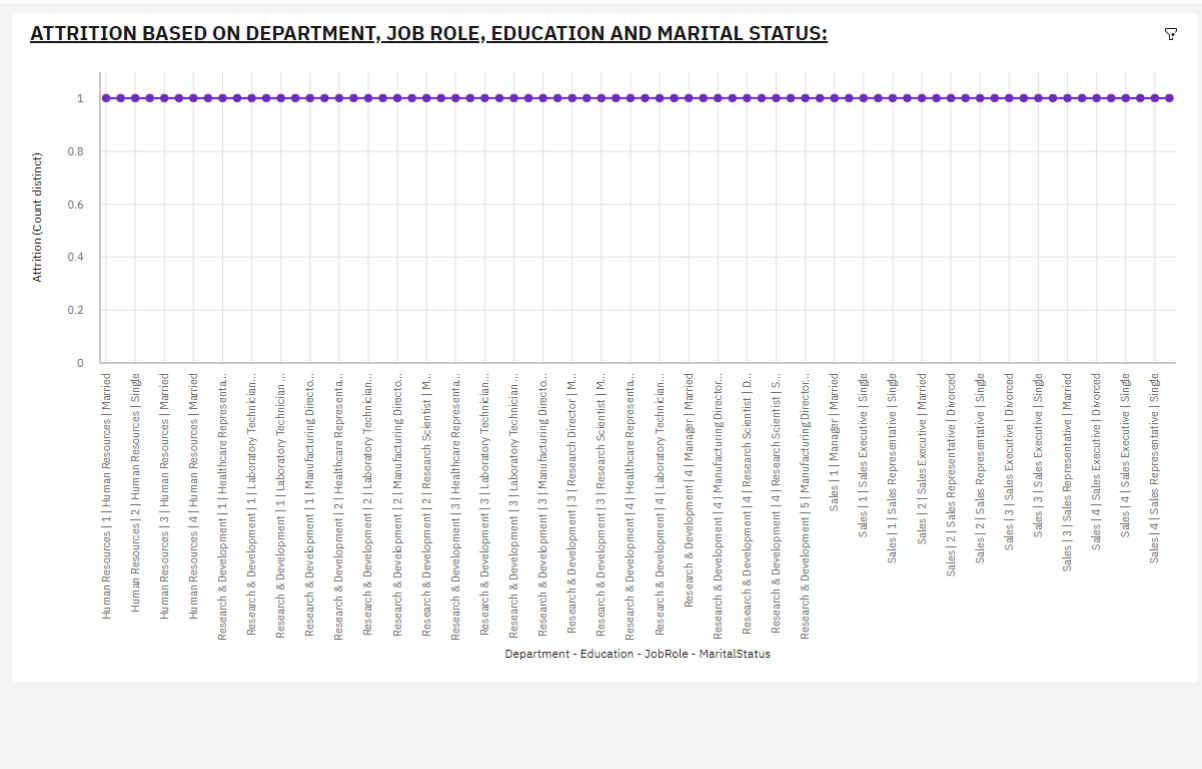 ATTRITION BASED ON DEPARTMENT, JOB ROLE, EDUCATION AND MARITAL STATUS:
1
0.8
0.6
0.4
0.2
0
Attrition (Count distinct)
Human Resources | 1 | Human Resources | Married
Human Resources | 2 | Human Resources | Single
Human Resources | 3 | Human Resources | Married
Human Resources | 4 | Human Resources | Married
Research & Development | 1 | Healthcare Representa...
Research & Development | 1 | Laboratory Technician...
Research & Development | 1 | Laboratory Technician ...
Research & Development | 1 | Manufacturing Directo...
Research & Development | 2 | Healthcare Representa...
Research & Development | 2 | Laboratory Technician...
Research & Development | 2 | Manufacturing Directo...
Research & Development | 2 | Research Scientist | M...
Research & Development | 3 | Healthcare Representa...
Research & Development | 3 | Laboratory Technician...
Research & Development | 3 | Laboratory Technician ...
Research & Development | 3 | Manufacturing Directo...
Research & Development | 3 | Research Director | M...
Research & Development | 3 | Research Scientist | M...
Research & Development | 4 | Healthcare Representa...
Research & Development | 4 | Laboratory Technician...
Research & Development | 4 | Manager | Married
Research & Development | 4 | Manufacturing Director...
Research & Development | 4 | Research Scientist | D...
Research & Development | 4 | Research Scientist | S...
Research & Development | 5 | Manufacturing Director...
Sales | 1 | Manager | Married
Sales | 1 | Sales Executive | Single
Sales | 1 | Sales Representative | Single
Sales | 2 | Sales Executive | Married
Sales | 2 | Sales Representative | Divorced
Sales | 2 | Sales Representative | Single
Sales | 3 | Sales Executive | Divorced
Sales | 3 | Sales Executive | Single
Sales | 3 | Sales Representative | Married
Sales | 4 | Sales Executive | Divorced
Sales | 4 | Sales Executive | Single
Sales | 4 | Sales Representative | Single
Department - Education - JobRole - MaritalStatus